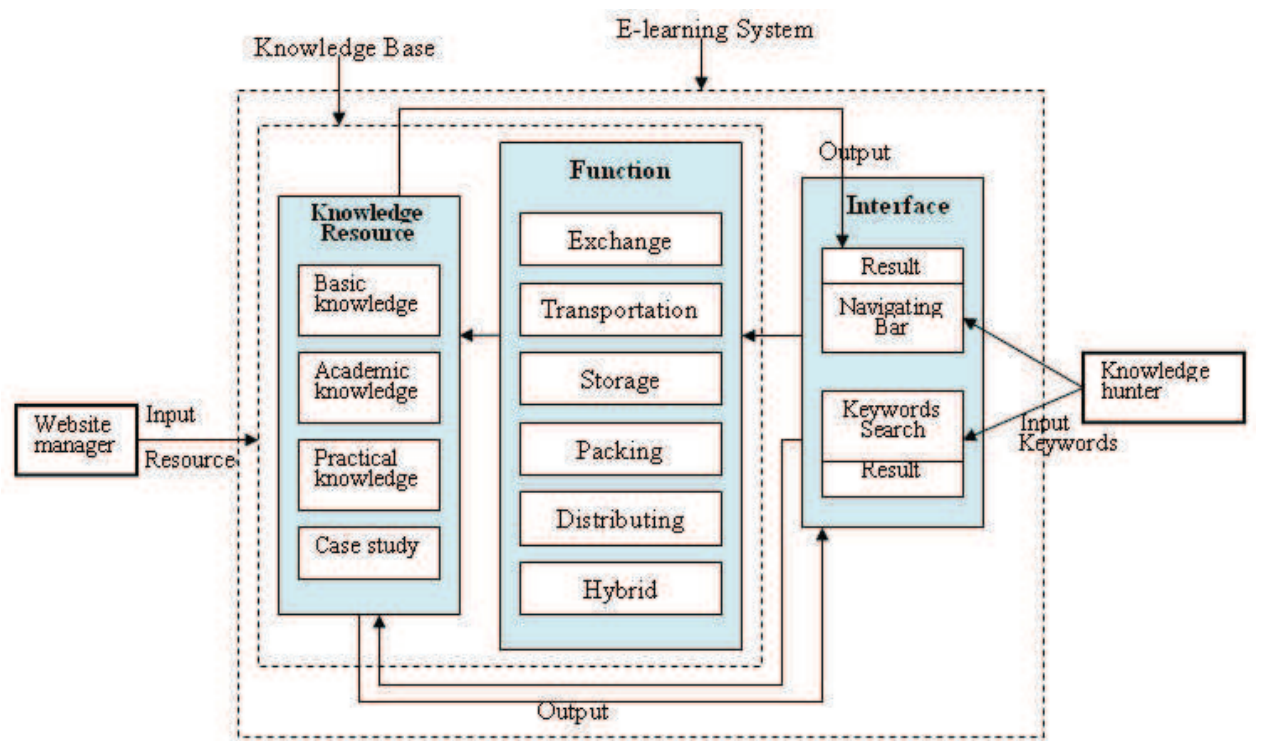 E-learning System
Knowledge Base
Output
Function
Interface
Knowledge
Resource
Exchange
Result
Basic
knowledge
Transportation
Navigating
Bar
Academic
knowledge
Storage
Knowledge
hunter
Keywords
Search
Website
manager
Input
Resource
Input
Keywords
Packing
Practical
knowledge
Result
Distributing
Case study
Hybrid
Output